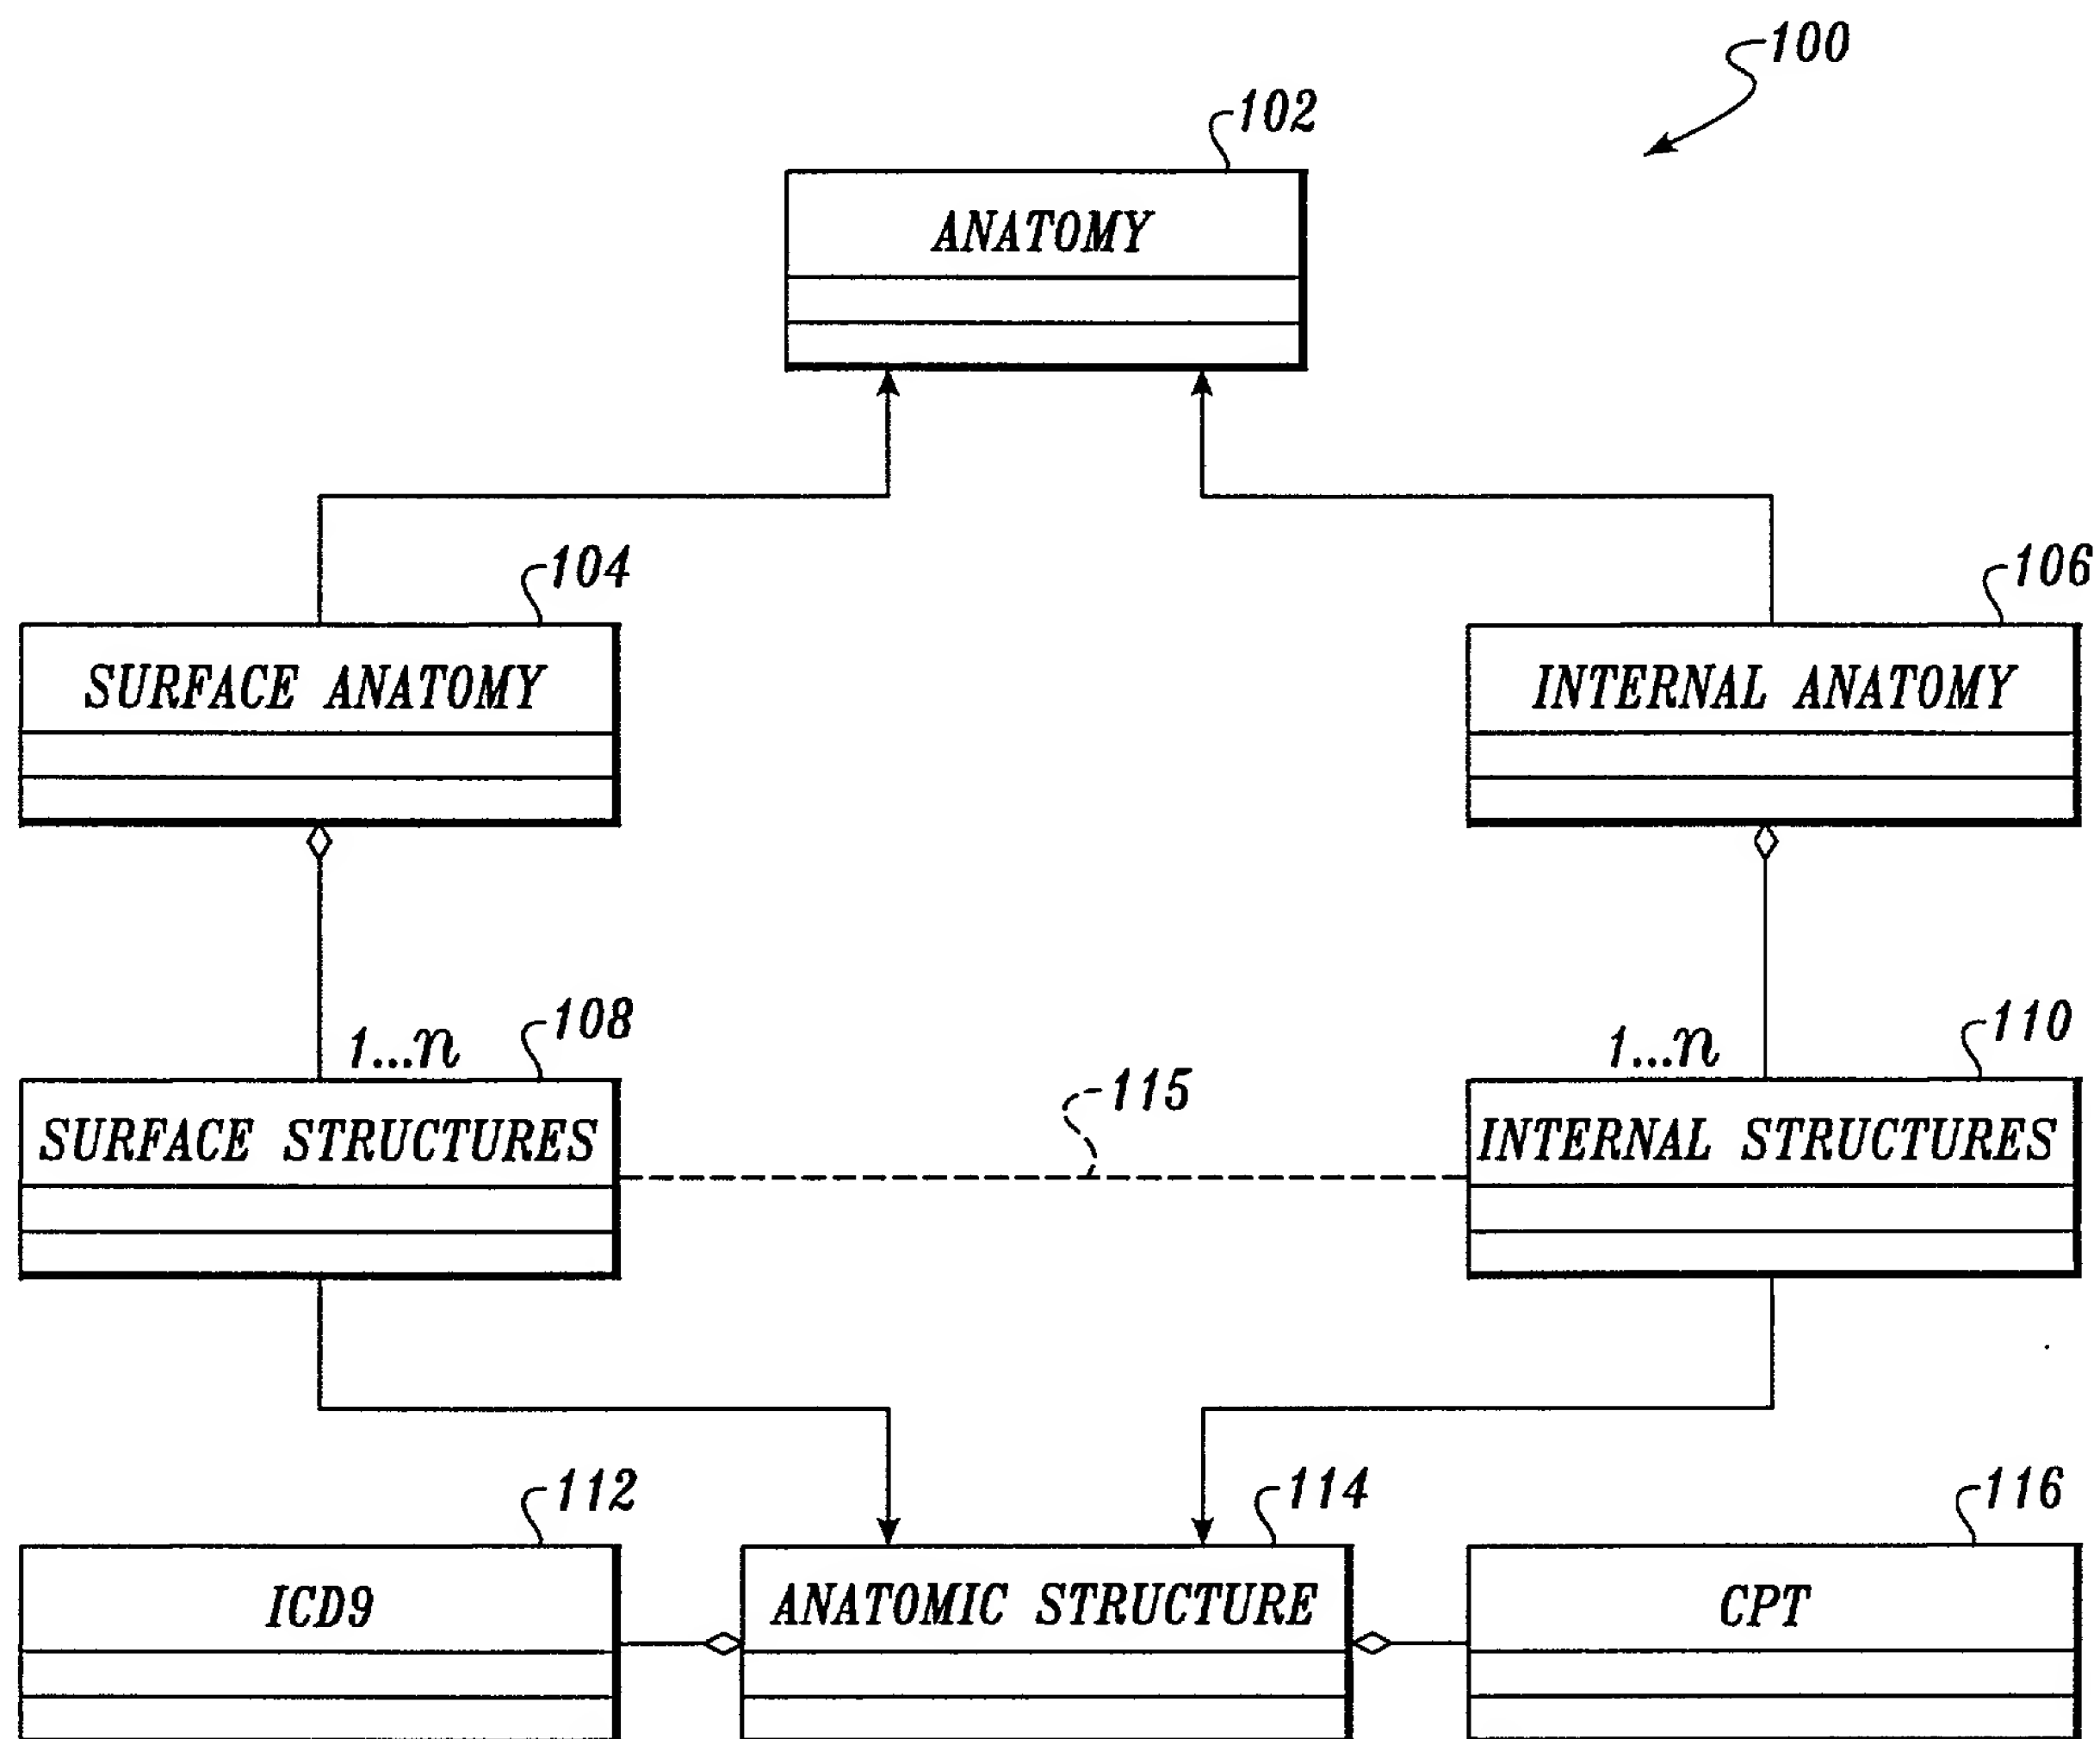 100
102
ANATOMY
104
106
SURFACE ANATOMY
INTERNAL ANATOMY
1...n
108
1...n
110
115
SURFACE STRUCTURES
INTERNAL STRUCTURES
112
114
116
ICD9
ANATOMIC STRUCTURE
CPT